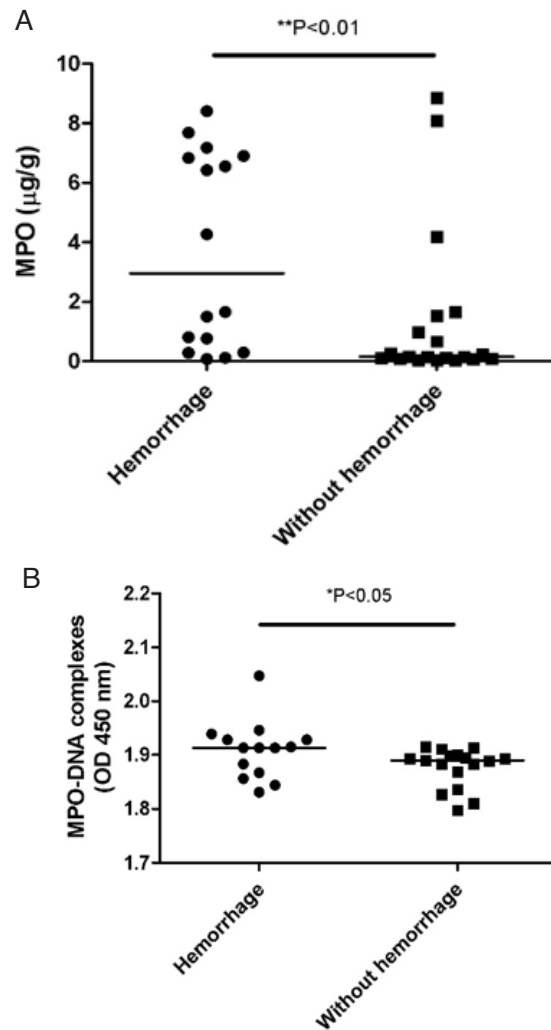 A
**P<0.01
MPO (µg/g)
10
8
6
4
2
0
Hemorrhage
Without hemorrhage
B
*P<0.05
MPO-DNA complexes
(OD 450 nm)
2.2
2.1
2.0
1.9
1.8
1.7
Hemorrhage
Without hemorrhage